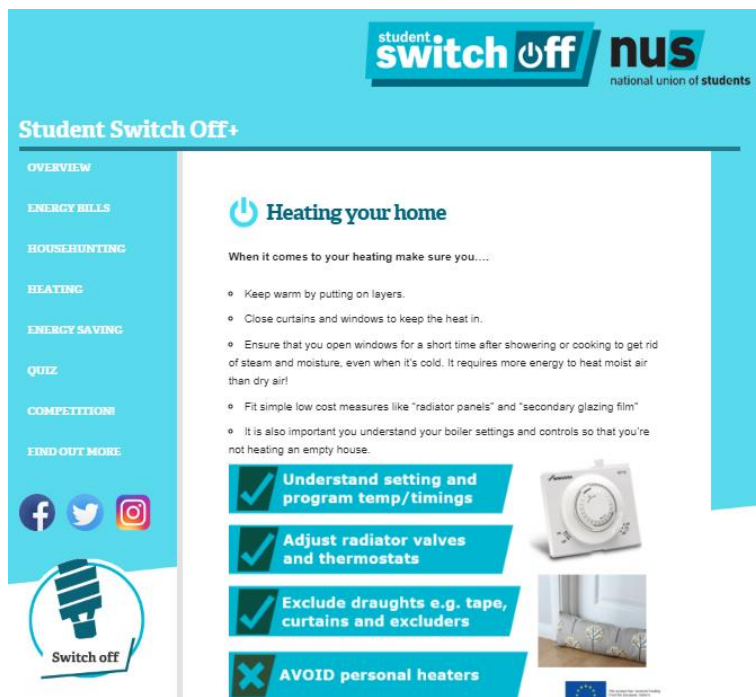 student
switch off
nus
national union of students
Student Switch Off+
OVERVIEW
ENERGY BILLS
HOUSEHUNTING
HEATING
ENERGY SAVING
QUIZ
COMPETITION!
FIND OUT MORE
Switch off
Heating your home
When it comes to your heating make sure you....
Keep warm by putting on layers.
Close curtains and windows to keep the heat in.
Ensure that you open windows for a short time after showering or cooking to get rid
of steam and moisture, even when it's cold. It requires more energy to heat moist air
than dry air!
Fit simple low cost measures like “radiator panels” and “secondary glazing film”
It is also important you understand your boiler settings and controls so that you're
not heating an empty house.
Understand setting and
program temp/timings
Adjust radiator valves
and thermostats
Exclude draughts e.g. tape,
curtains and excluders
AVOID personal heaters